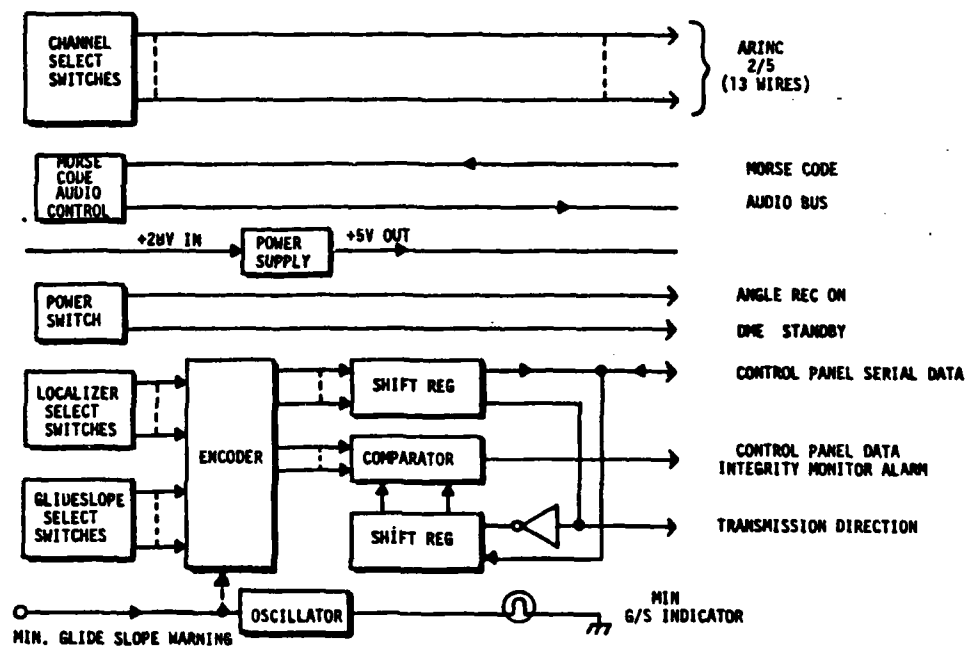 CHANNEL
SELECT
SWITCHES
ARINC
2/5
(13 WIRES)
MORSE
CODE
AUDIO
CONTROL
MORSE CODE
AUDIO BUS
+28V IN
POWER
SUPPLY
+5V OUT
POWER
SWITCH
ANGLE REC ON
DME STANDBY
LOCALIZER
SELECT
SWITCHES
ENCODER
SHIFT REG
CONTROL PANEL SERIAL DATA
COMPARATOR
CONTROL PANEL DATA
INTEGRITY MONITOR ALARM
GLIDESLOPE
SELECT
SWITCHES
SHIFT REG
TRANSMISSION DIRECTION
OSCILLATOR
MIN
G/S INDICATOR
MIN. GLIDE SLOPE WARNING